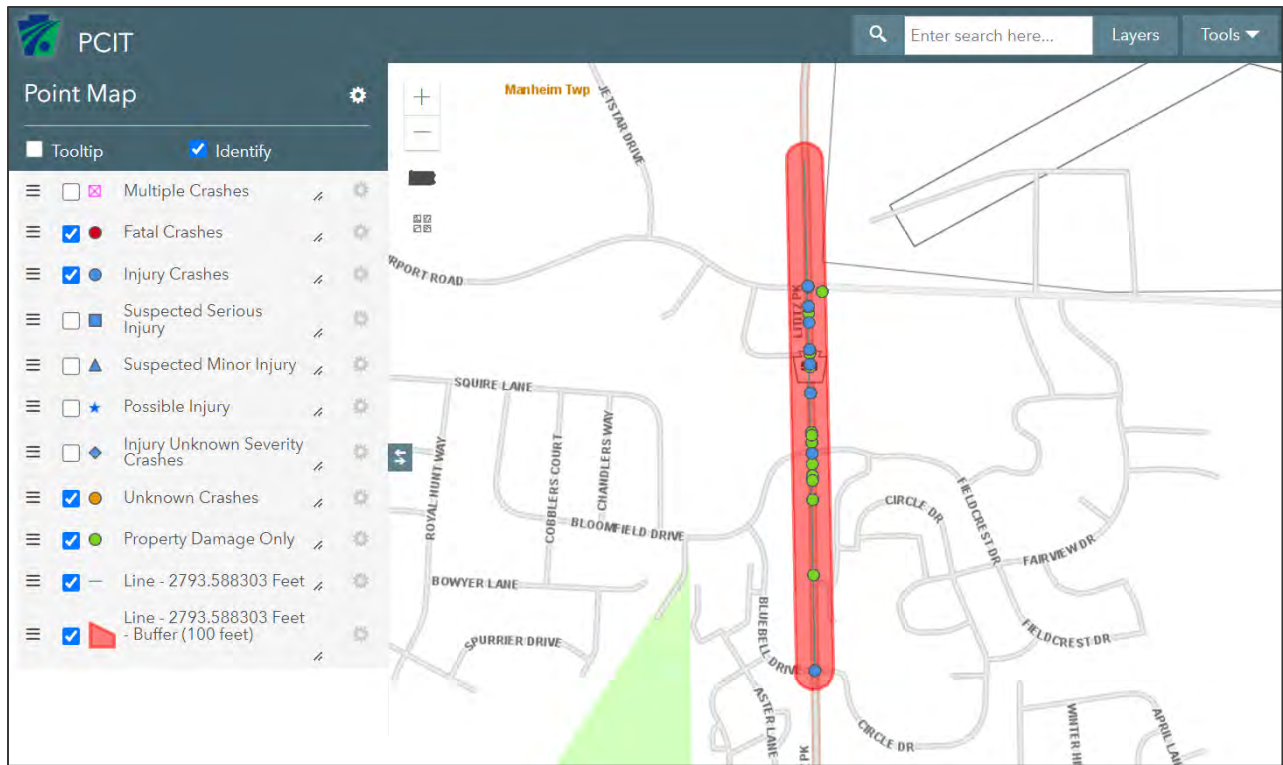 PCIT
Enter search here...
Layers
Tools
Point Map
Tooltip
Identify
Multiple Crashes
Fatal Crashes
Injury Crashes
Suspected Serious
Injury
Suspected Minor Injury
Possible Injury
Injury Unknown Severity
Crashes
Unknown Crashes
Property Damage Only
Line - 2793.588303 Feet
Line - 2793.588303 Feet
- Buffer (100 feet)
Manheim Twp
JETSTAR DRIVE
RPORT ROAD
LITITZ PK
SQUIRE LANE
ROYAL HUNT WAY
COBBLERS COURT
CHANDLERS WAY
BLOOMFIELD DRIVE
CIRCLE DR
FIELDCREST DR
FAIRVIEW DR
BOWYER LANE
SPURRIER DRIVE
BLUEBELL DRIVE
FIELDCREST DR
ASTER LANE
CIRCLE DR
PK
WINTER H
APRIL LAN